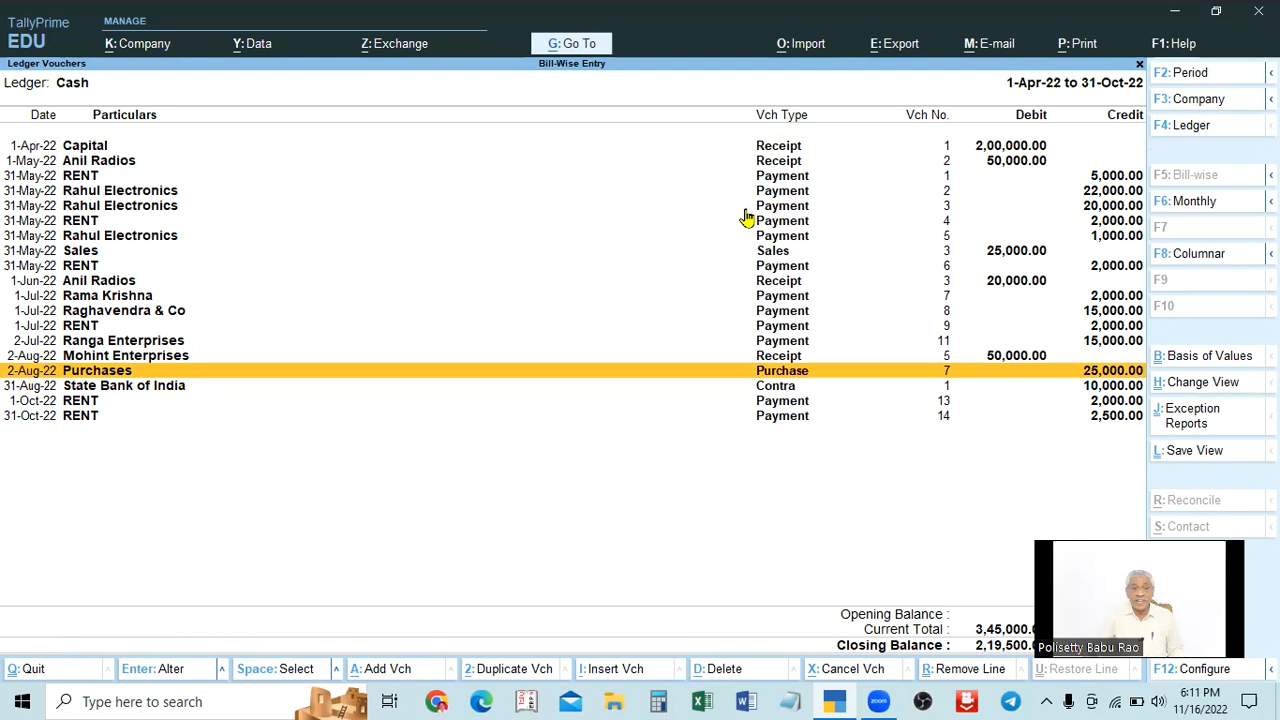 TallyPrime
EDU
MANAGE
K: Company Y: Data Z: Exchange G: Go To O: Import E: Export M: E-mail P: Print F1: Help
Ledger Vouchers Bill-Wise Entry
Ledger: Cash 1-Apr-22 to 31-Oct-22
Date Particulars Vch Type Vch No. Debit Credit
1-Apr-22 Capital Receipt 1 2,00,000.00
1-May-22 Anil Radios Receipt 2 50,000.00
31-May-22 RENT Payment 1 5,000.00
31-May-22 Rahul Electronics Payment 2 22,000.00
31-May-22 Rahul Electronics Payment 3 20,000.00
31-May-22 RENT Payment 4 2,000.00
31-May-22 Rahul Electronics Payment 5 1,000.00
31-May-22 Sales Sales 3 25,000.00
31-May-22 RENT Payment 6 2,000.00
1-Jun-22 Anil Radios Receipt 3 20,000.00
1-Jul-22 Rama Krishna Payment 7 2,000.00
1-Jul-22 Raghavendra & Co Payment 8 15,000.00
1-Jul-22 RENT Payment 9 2,000.00
2-Jul-22 Ranga Enterprises Payment 11 15,000.00
2-Aug-22 Mohint Enterprises Receipt 5 50,000.00
2-Aug-22 Purchases Purchase 7 25,000.00
31-Aug-22 State Bank of India Contra 1 10,000.00
1-Oct-22 RENT Payment 13 2,000.00
31-Oct-22 RENT Payment 14 2,500.00
Opening Balance :
Current Total : 3,45,000.
Closing Balance : 2,19,500.
F2: Period
F3: Company
F4: Ledger
F5: Bill-wise
F6: Monthly
F7
F8: Columnar
F9
F10
B: Basis of Values
H: Change View
J: Exception
Reports
L: Save View
R: Reconcile
S: Contact
Polisetty Babu Rao
Q: Quit Enter: Alter Space: Select A: Add Vch 2: Duplicate Vch I: Insert Vch D: Delete X: Cancel Vch R: Remove Line U: Restore Line F12: Configure
Type here to search
6:11 PM
11/16/2022